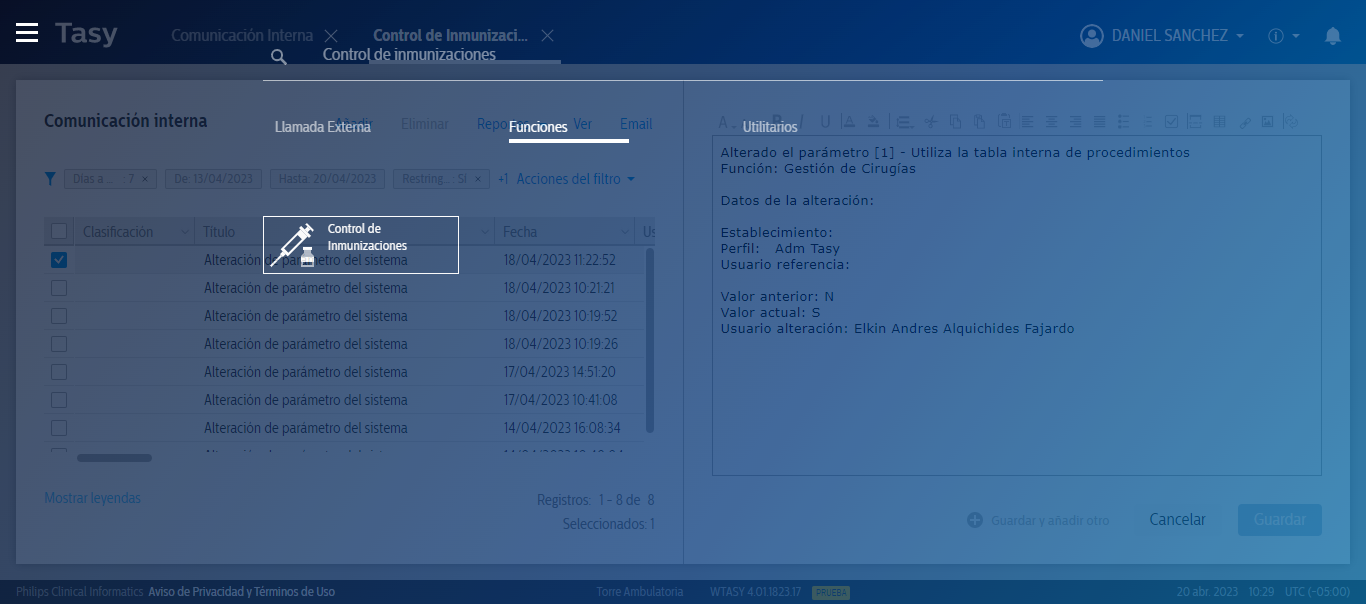 Tasy
Comunicación Interna
Control de Inmunizaci...
DANIEL SANCHEZ
Control de inmunizaciones
Comunicación interna
Llamada Externa
Añadir
Eliminar
Funciones
Ver
Email
Utilitarios
Días a ... : 7 ×
De: 13/04/2023
Hasta: 20/04/2023
Restring... : Sí ×
+1 Acciones del filtro
Clasificación
Título
Fecha
Us
Control de
Inmunizaciones
Alteración de parámetro del sistema 18/04/2023 11:22:52
Alteración de parámetro del sistema 18/04/2023 10:21:21
Alteración de parámetro del sistema 18/04/2023 10:19:52
Alteración de parámetro del sistema 18/04/2023 10:19:26
Alteración de parámetro del sistema 17/04/2023 14:51:20
Alteración de parámetro del sistema 17/04/2023 10:41:08
Alteración de parámetro del sistema 14/04/2023 16:08:34
Mostrar leyendas
Registros: 1 - 8 de 8
Seleccionados: 1
Alterado el parámetro [1] - Utiliza la tabla interna de procedimientos
Función: Gestión de Cirugías
Datos de la alteración:
Establecimiento:
Perfil: Adm Tasy
Usuario referencia:
Valor anterior: N
Valor actual: S
Usuario alteración: Elkin Andres Alquichides Fajardo
Guardar y añadir otro
Cancelar
Guardar
Philips Clinical Informatics Aviso de Privacidad y Términos de Uso
Torre Ambulatoria
WTASY 4.01.1823.17
PRUEBA
20 abr. 2023 10:29 UTC (-05:00)